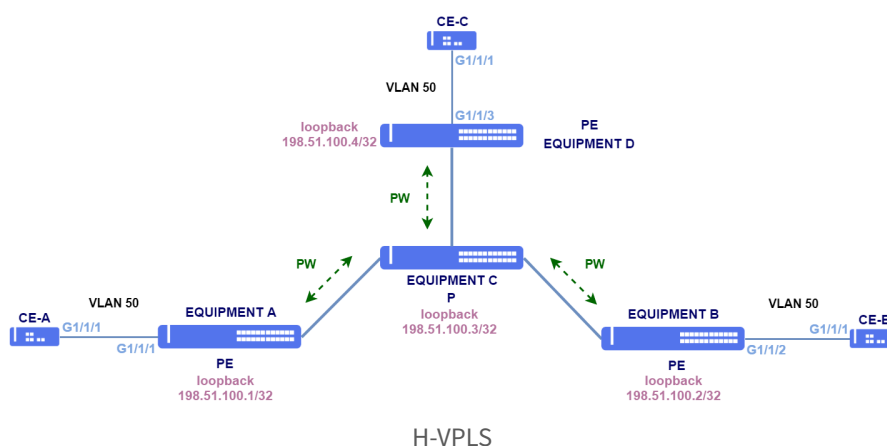 CE-C
G1/1/1
VLAN 50
G1/1/3
loopback
198.51.100.4/32
PE
EQUIPMENT D
PW
PW
PW
EQUIPMENT C
P
loopback
198.51.100.3/32
VLAN 50
EQUIPMENT A
CE-A
G1/1/1
G1/1/1
PE
loopback
198.51.100.1/32
EQUIPMENT B
VLAN 50
G1/1/1
CE-B
G1/1/2
PE
loopback
198.51.100.2/32
H-VPLS